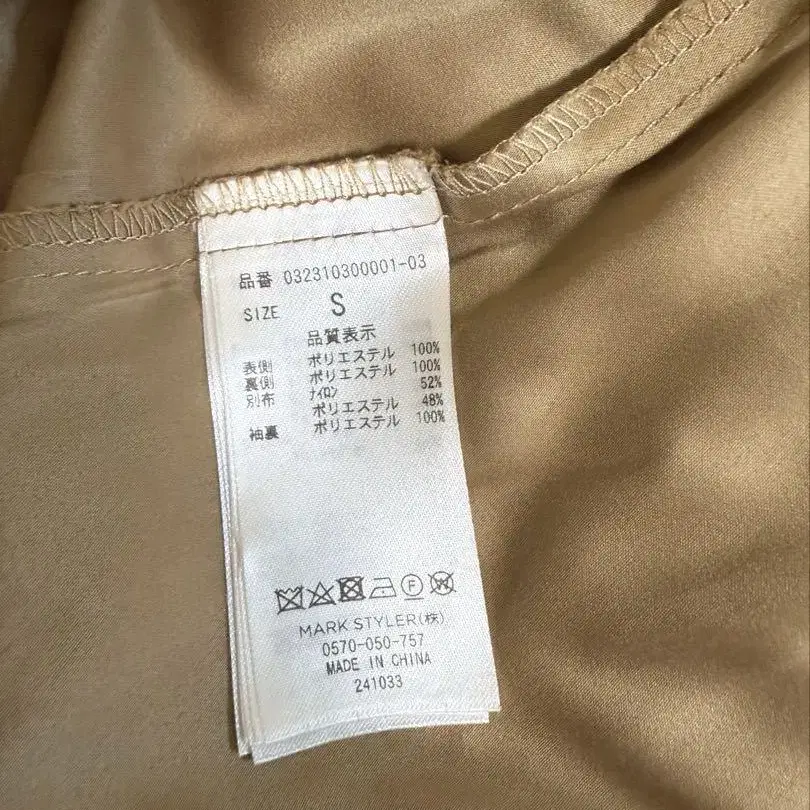 品番 032310300001-03
SIZE S
品質表示
表側 ポリエステル 100%
裏側 ポリエステル 100%
別布 ナイロン 52%
ポリエステル 48%
袖裏 ポリエステル 100%
MARK STYLER(株)
0570-050-757
MADE IN CHINA
241033